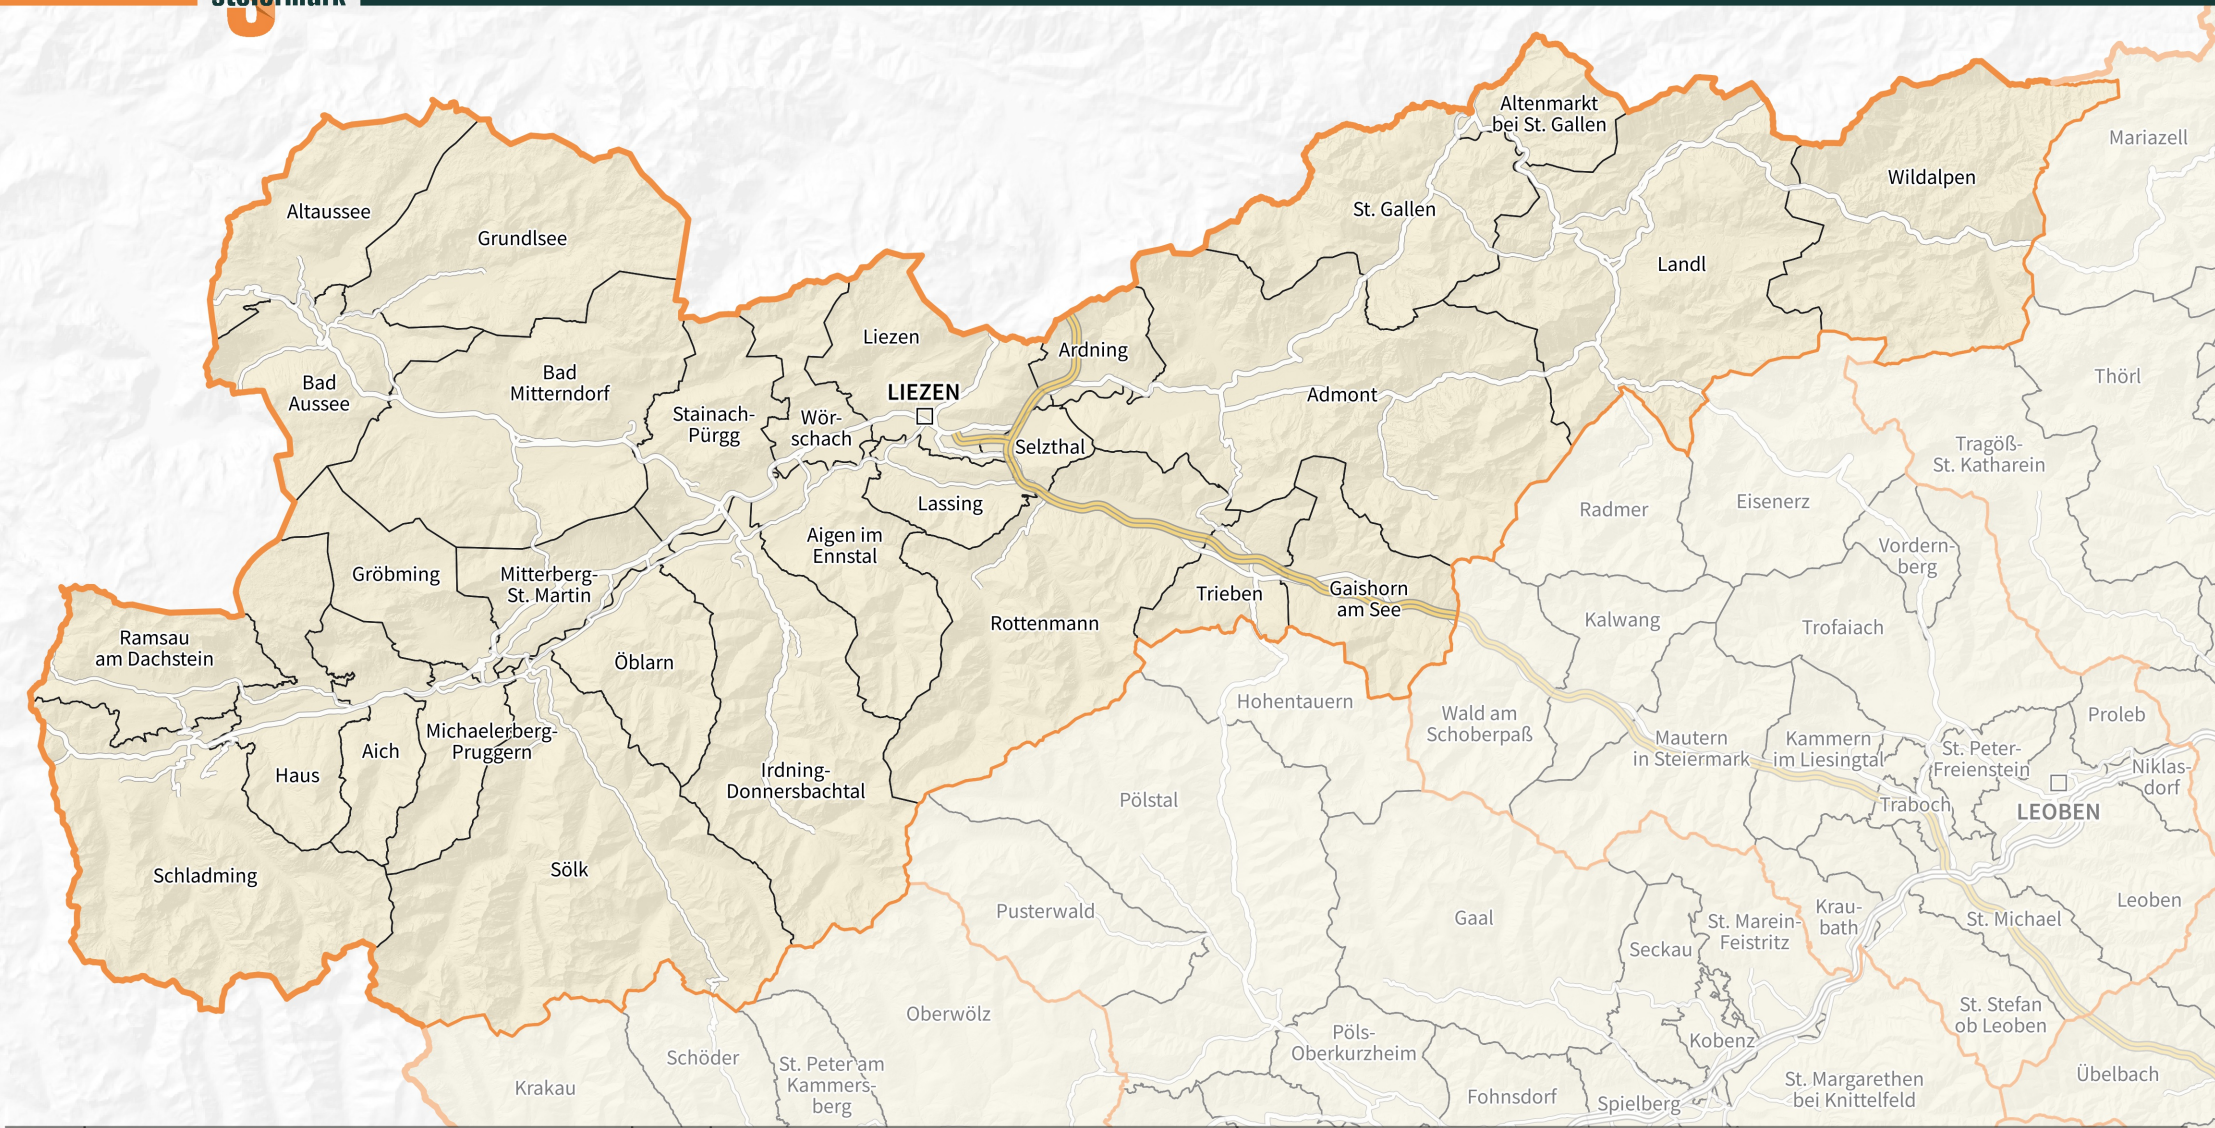 Steiermark
Altenmarkt
bei St. Gallen
Mariazell
Wildalpen
Altaussee
St. Gallen
Grundlsee
Landl
Liezen
Ardning
Bad
Aussee
Bad
Mitterndorf
LIEZEN
Admont
Thörl
Stainach-
Pürgg
Wör-
schach
Selzthal
Tragöß-
St. Katharein
Lassing
Radmer
Eisenerz
Aigen im
Ennstal
Vordern-
berg
Gröbming
Mitterberg-
St. Martin
Trieben
Gaishorn
am See
Rottenmann
Kalwang
Trofaiach
Ramsau
am Dachstein
Öblarn
Hohentauern
Wald am
Schoberpaß
Proleb
Michaelerberg-
Pruggern
Aich
Haus
Mautern
in Steiermark
Kammern
im Liesingtal
St. Peter-
Freienstein
Niklas-
dorf
Irdning-
Donnersbachtal
Pölstal
Traboch
LEOBEN
Schladming
Sölk
Pusterwald
Gaal
Krau-
bath
St. Michael
Leoben
St. Marein-
Feistritz
Seckau
Oberwölz
St. Stefan
ob Leoben
Schöder
Pöls-
Oberkurzheim
Kobenz
Krakau
St. Peter am
Kammers-
berg
Fohnsdorf
Spielberg
St. Margarethen
bei Knittelfeld
Übelbach